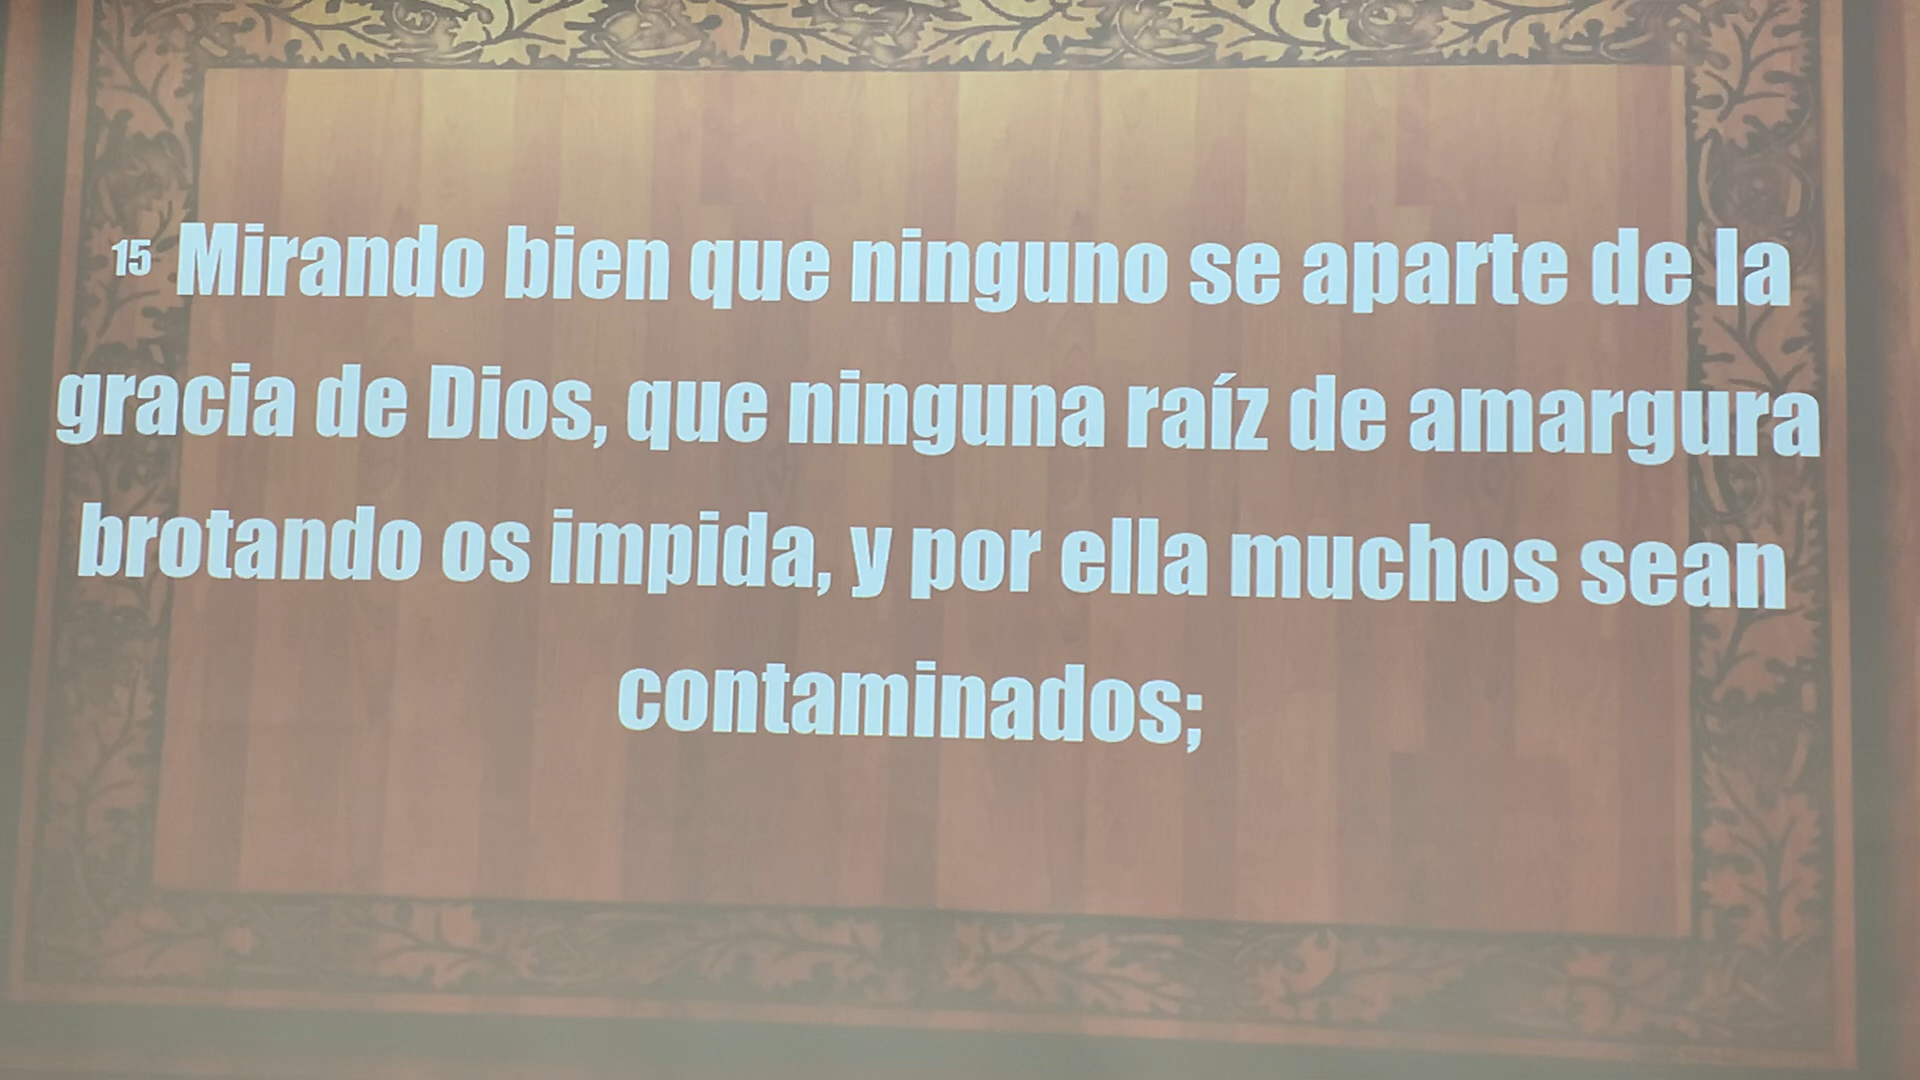 15 Mirando bien que ninguno se aparte de la
gracia de Dios, que ninguna raíz de amargura
brotando os impida, y por ella muchos sean
contaminados;